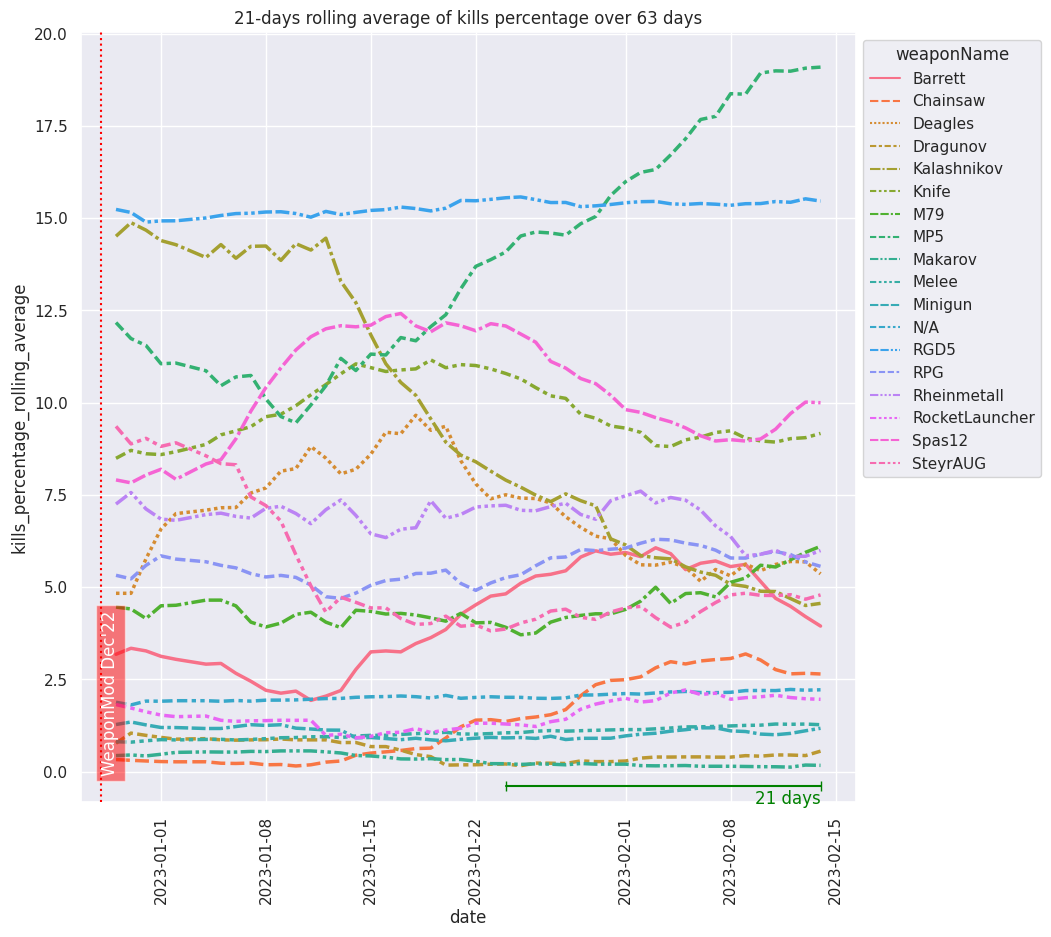 21-days rolling average of kills percentage over 63 days
kills_percentage_rolling_average
20.0
17.5
15.0
12.5
10.0
7.5
5.0
2.5
0.0
WeaponMod Dec'22
21 days
2023-01-01
2023-01-08
2023-01-15
2023-01-22
2023-02-01
2023-02-08
2023-02-15
date
weaponName
Barrett
Chainsaw
Deagles
Dragunov
Kalashnikov
Knife
M79
MP5
Makarov
Melee
Minigun
N/A
RGD5
RPG
Rheinmetall
RocketLauncher
Spas12
SteyrAUG